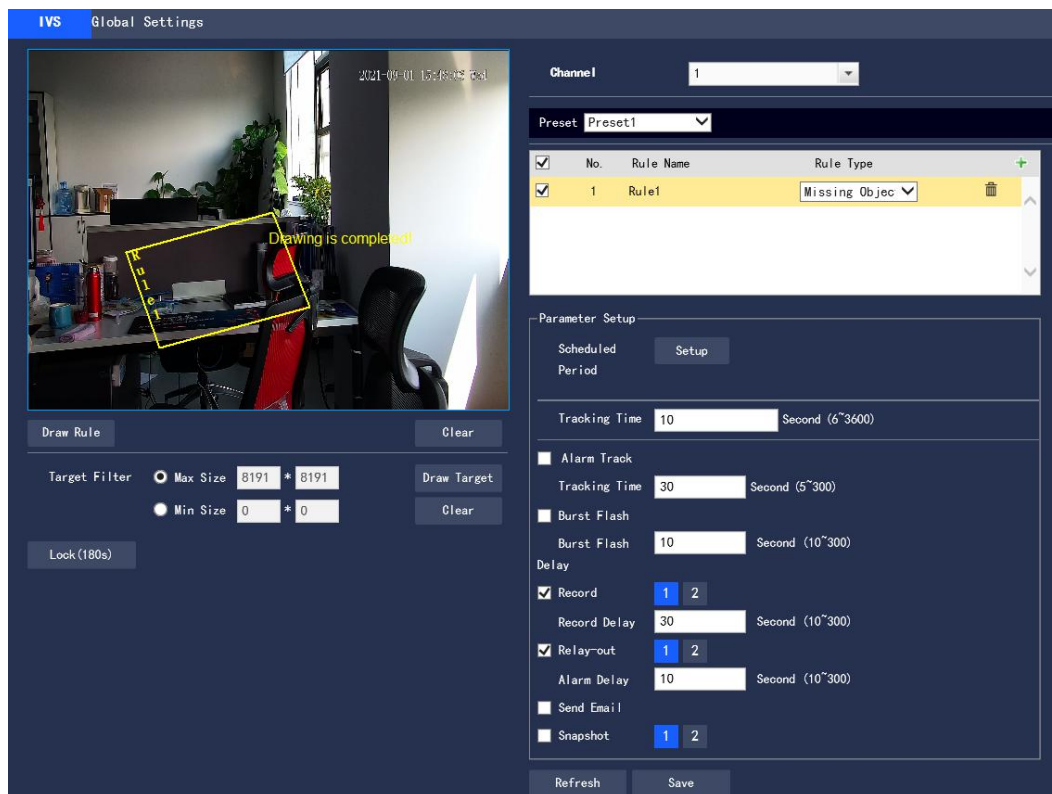 IVS Global Settings
2021-09-01
Drawing is completed!
Rule1
Draw Rule Clear
Target Filter Max Size 8191 * 8191 Draw Target
Min Size 0 * 0 Clear
Lock(180s)
Channel 1
Preset Preset1
No. Rule Name Rule Type +
1 Rule1 Missing Objec
Parameter Setup
Scheduled Setup
Period
Tracking Time 10 Second (6~3600)
Alarm Track
Tracking Time 30 Second (5~300)
Burst Flash
Burst Flash 10 Second (10~300)
Delay
Record 1 2
Record Delay 30 Second (10~300)
Relay-out 1 2
Alarm Delay 10 Second (10~300)
Send Email
Snapshot 1 2
Refresh Save